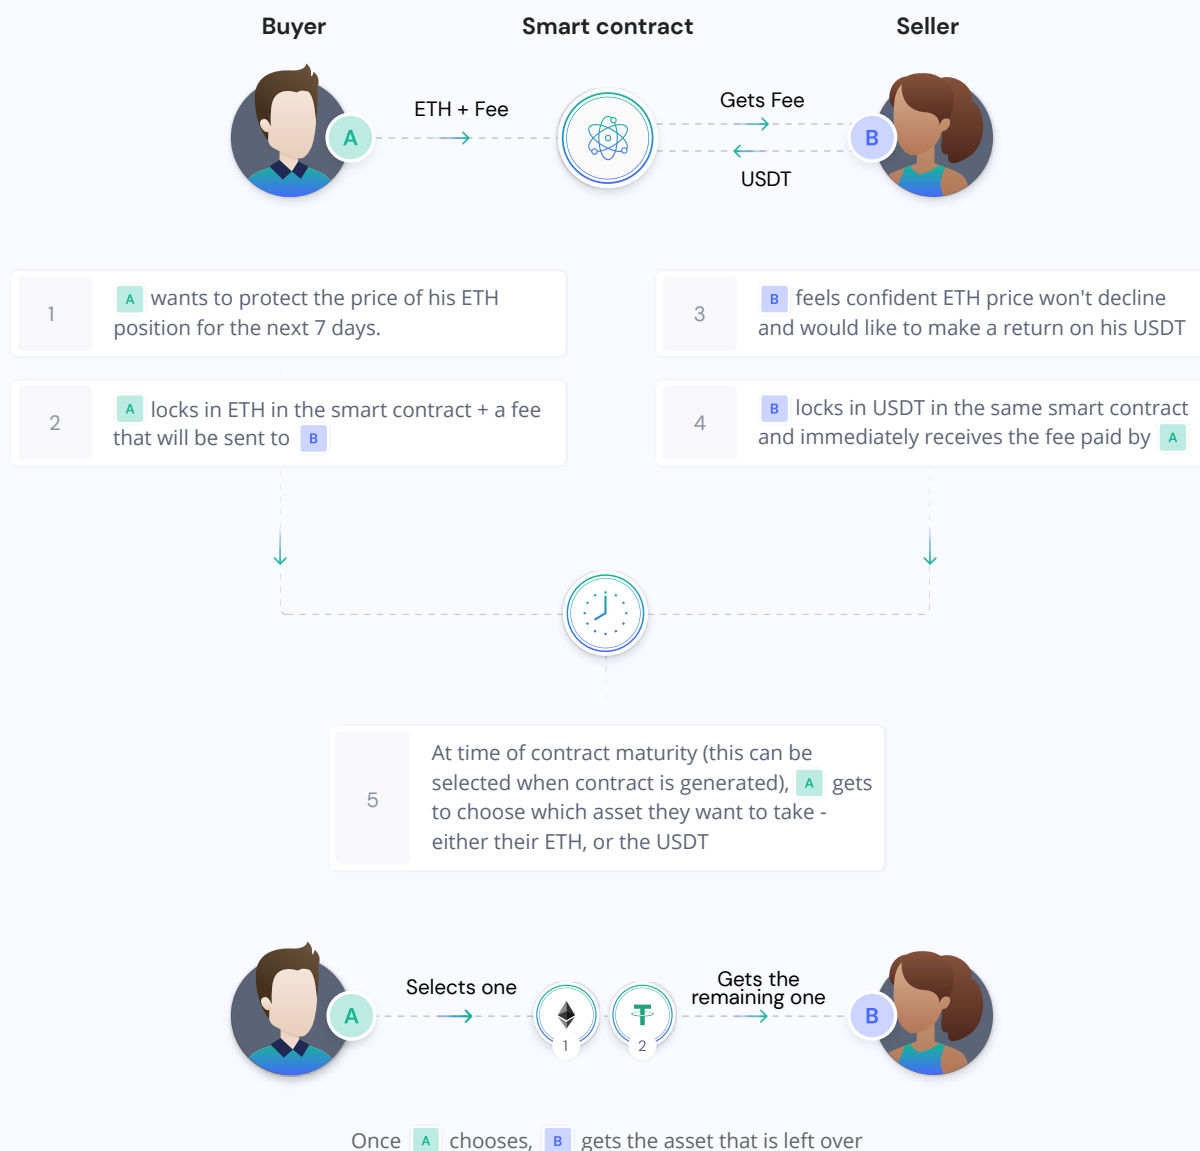 Buyer
Smart contract
Seller
ETH + Fee
Gets Fee
A
B
USDT
1
A wants to protect the price of his ETH
position for the next 7 days.
2
A locks in ETH in the smart contract + a fee
that will be sent to B
3
B feels confident ETH price won't decline
and would like to make a return on his USDT
4
B locks in USDT in the same smart contract
and immediately receives the fee paid by A
5
At time of contract maturity (this can be
selected when contract is generated), A gets
to choose which asset they want to take -
either their ETH, or the USDT
A
Selects one
1
2
Gets the
remaining one
B
Once A chooses, B gets the asset that is left over